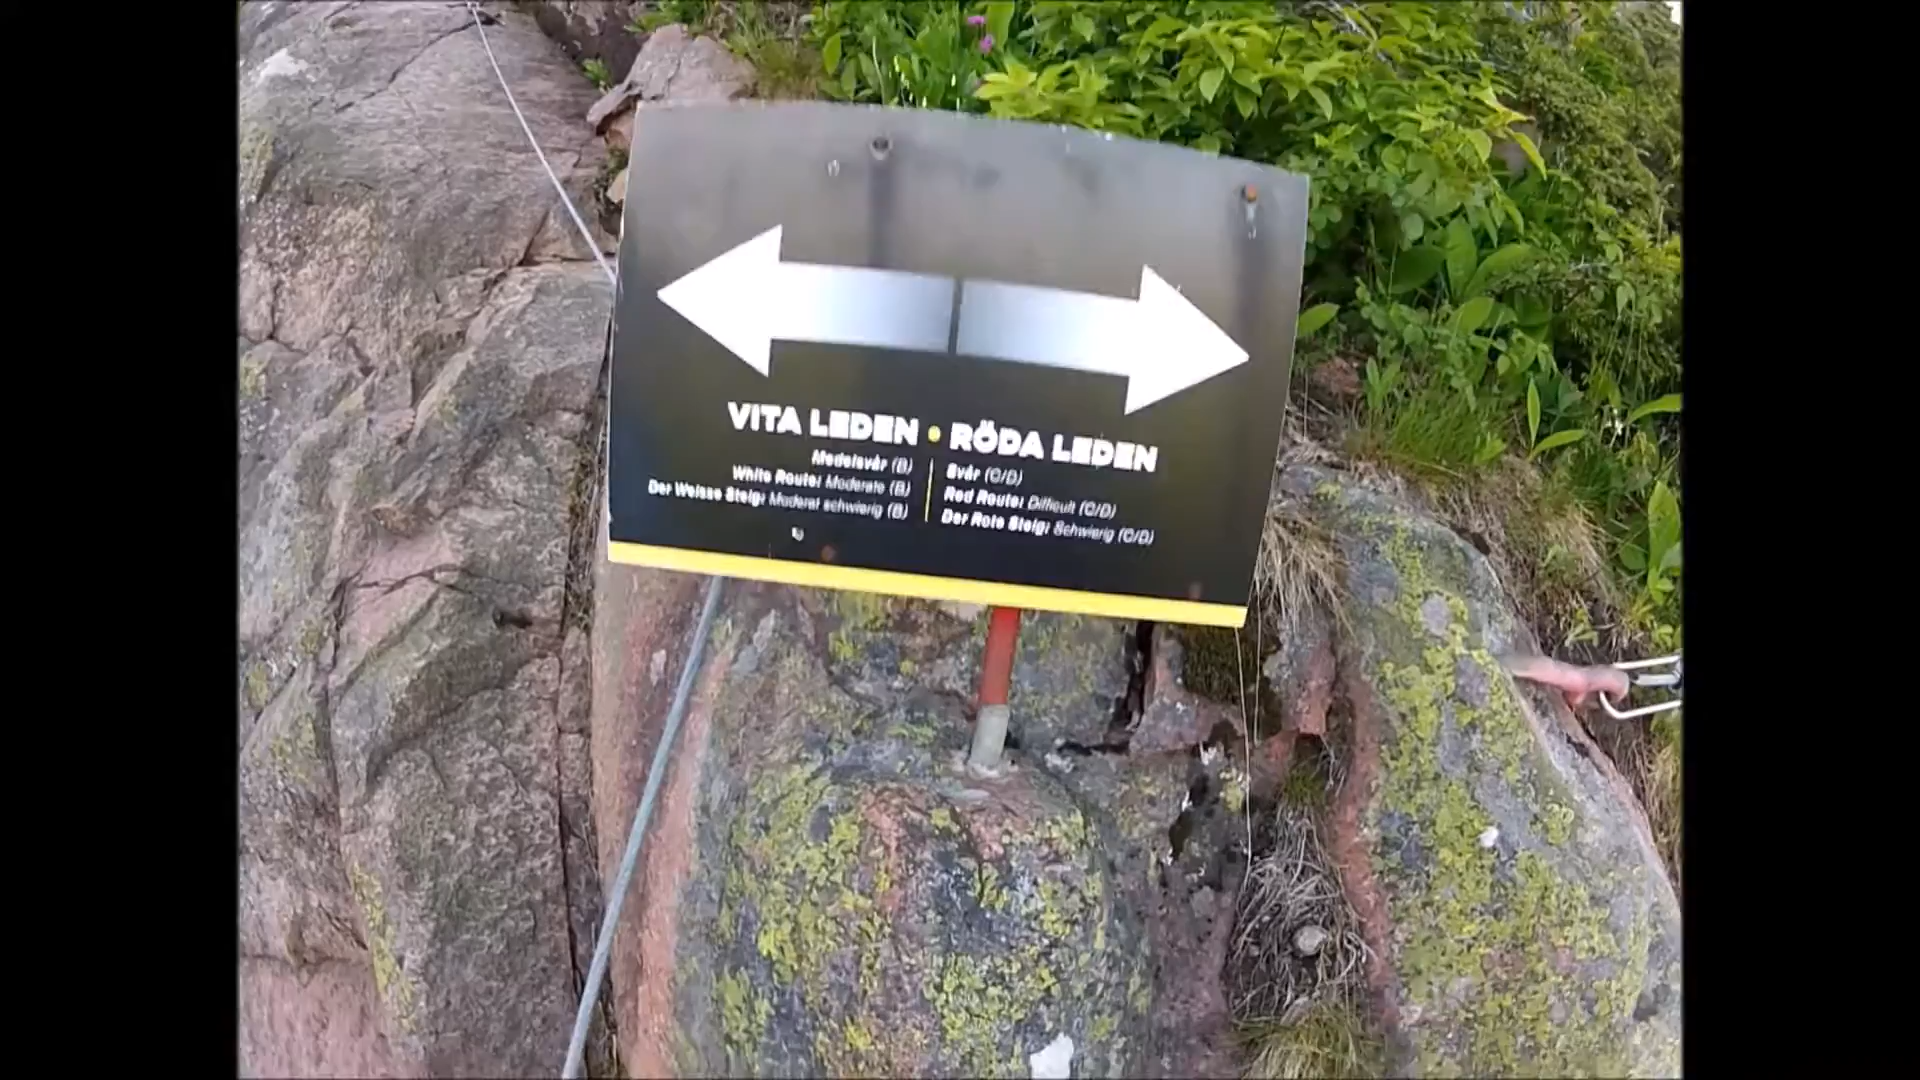 VITA LEDEN • RÖDA LEDEN
Medelsvår (B)
White Route: Moderate (B)
Der Weisse Steig: Moderat schwierig (B)
Svår (C/D)
Red Route: Difficult (C/D)
Der Rote Steig: Schwierig (C/D)